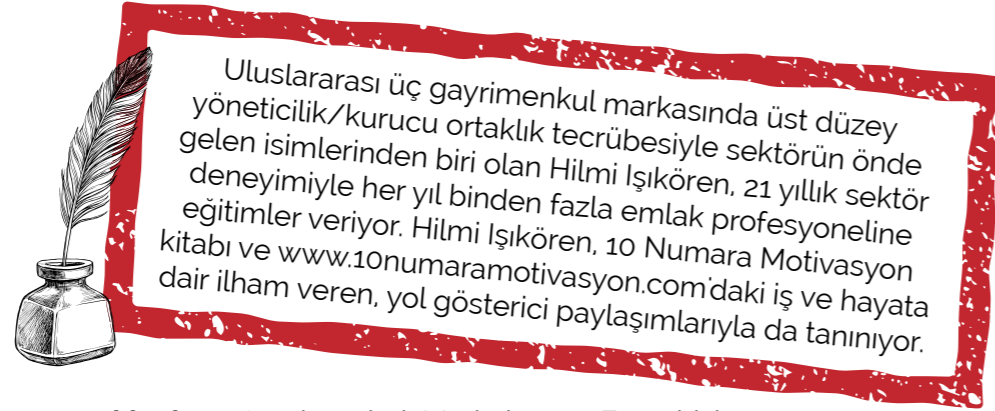 Uluslararası üç gayrimenkul markasında üst düzey
yöneticilik/kurucu ortaklık tecrübesiyle sektörün önde
gelen isimlerinden biri olan Hilmi Işıkören, 21 yıllık sektör
deneyimiyle her yıl binden fazla emlak profesyoneline
eğitimler veriyor. Hilmi Işıkören, 10 Numara Motivasyon
kitabı ve www.10numaramotivasyon.com'daki iş ve hayata
dair ilham veren, yol gösterici paylaşımlarıyla da tanınıyor.